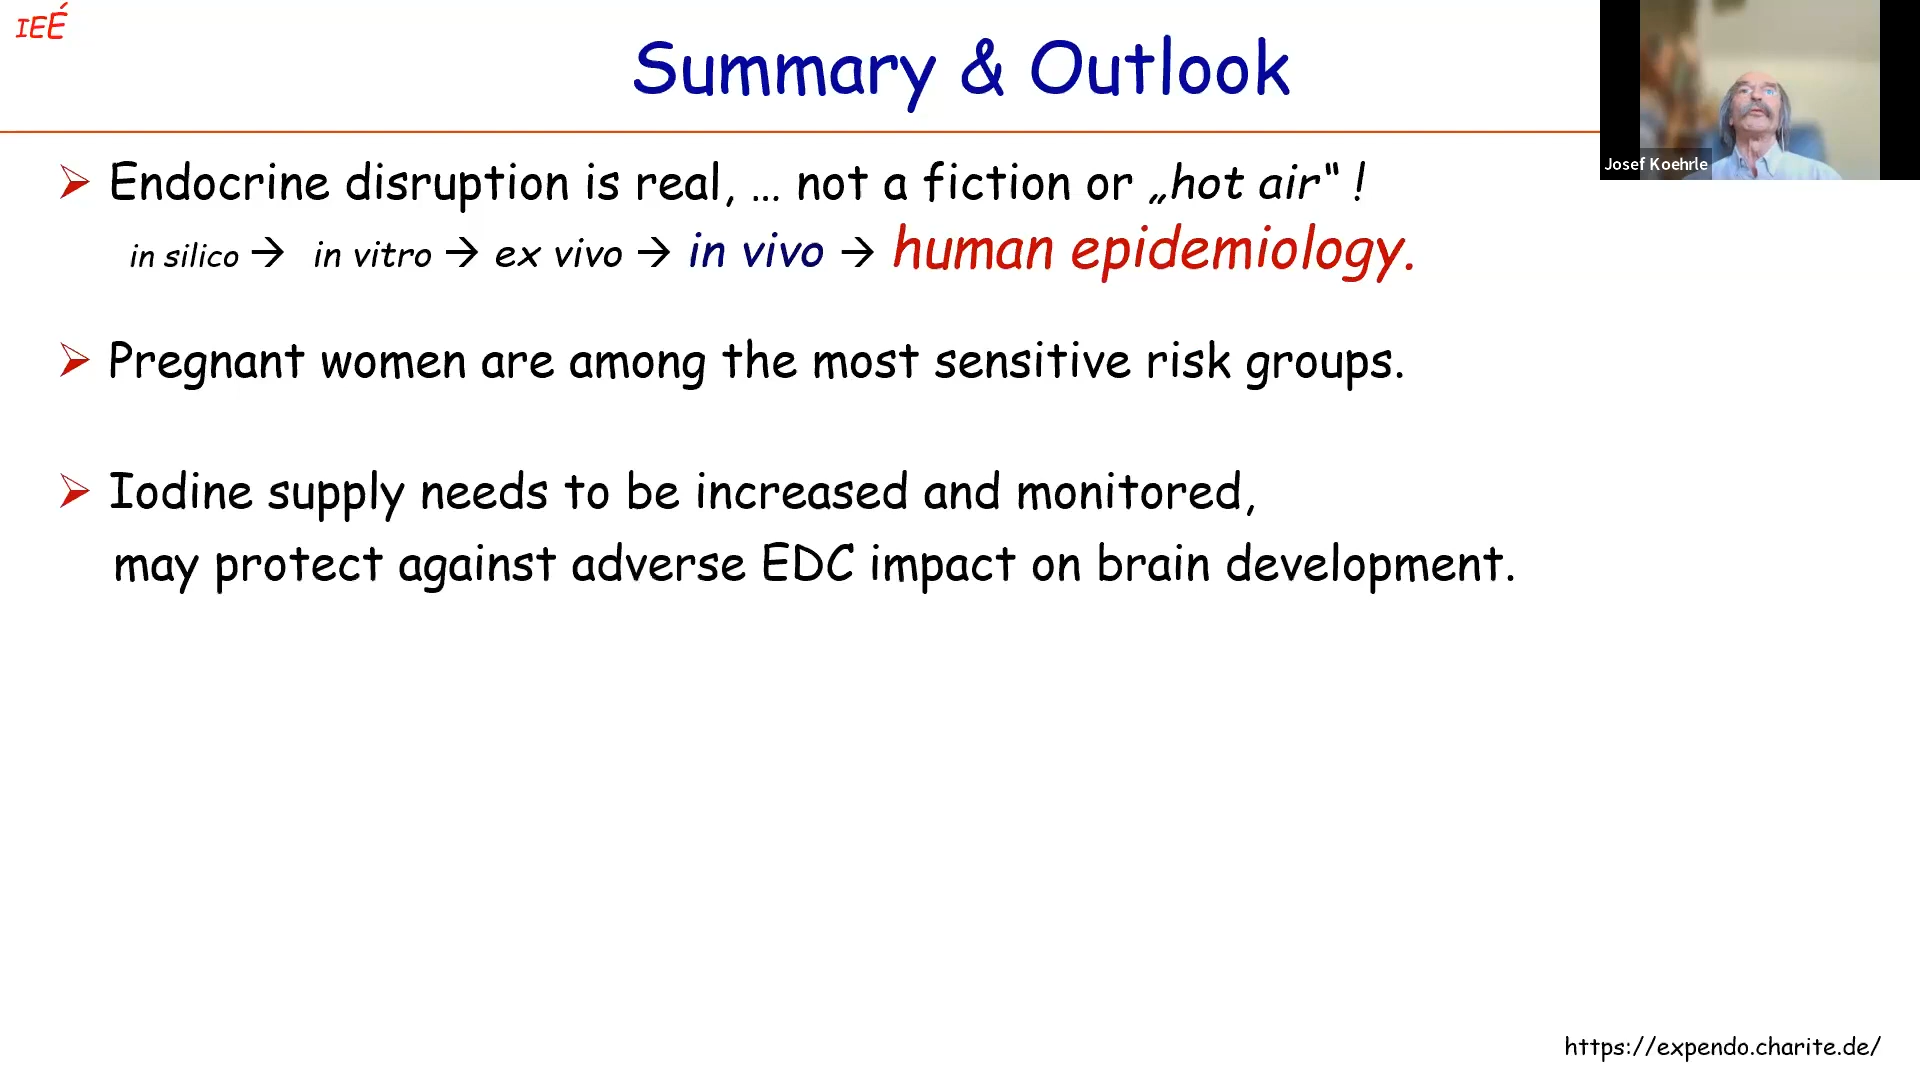 IEÉ
Summary & Outlook
Josef Koehrle
➢ Endocrine disruption is real, ... not a fiction or „hot air“ !
in silico → in vitro → ex vivo → in vivo → human epidemiology.
➢ Pregnant women are among the most sensitive risk groups.
➢ Iodine supply needs to be increased and monitored,
may protect against adverse EDC impact on brain development.
https://expendo.charite.de/